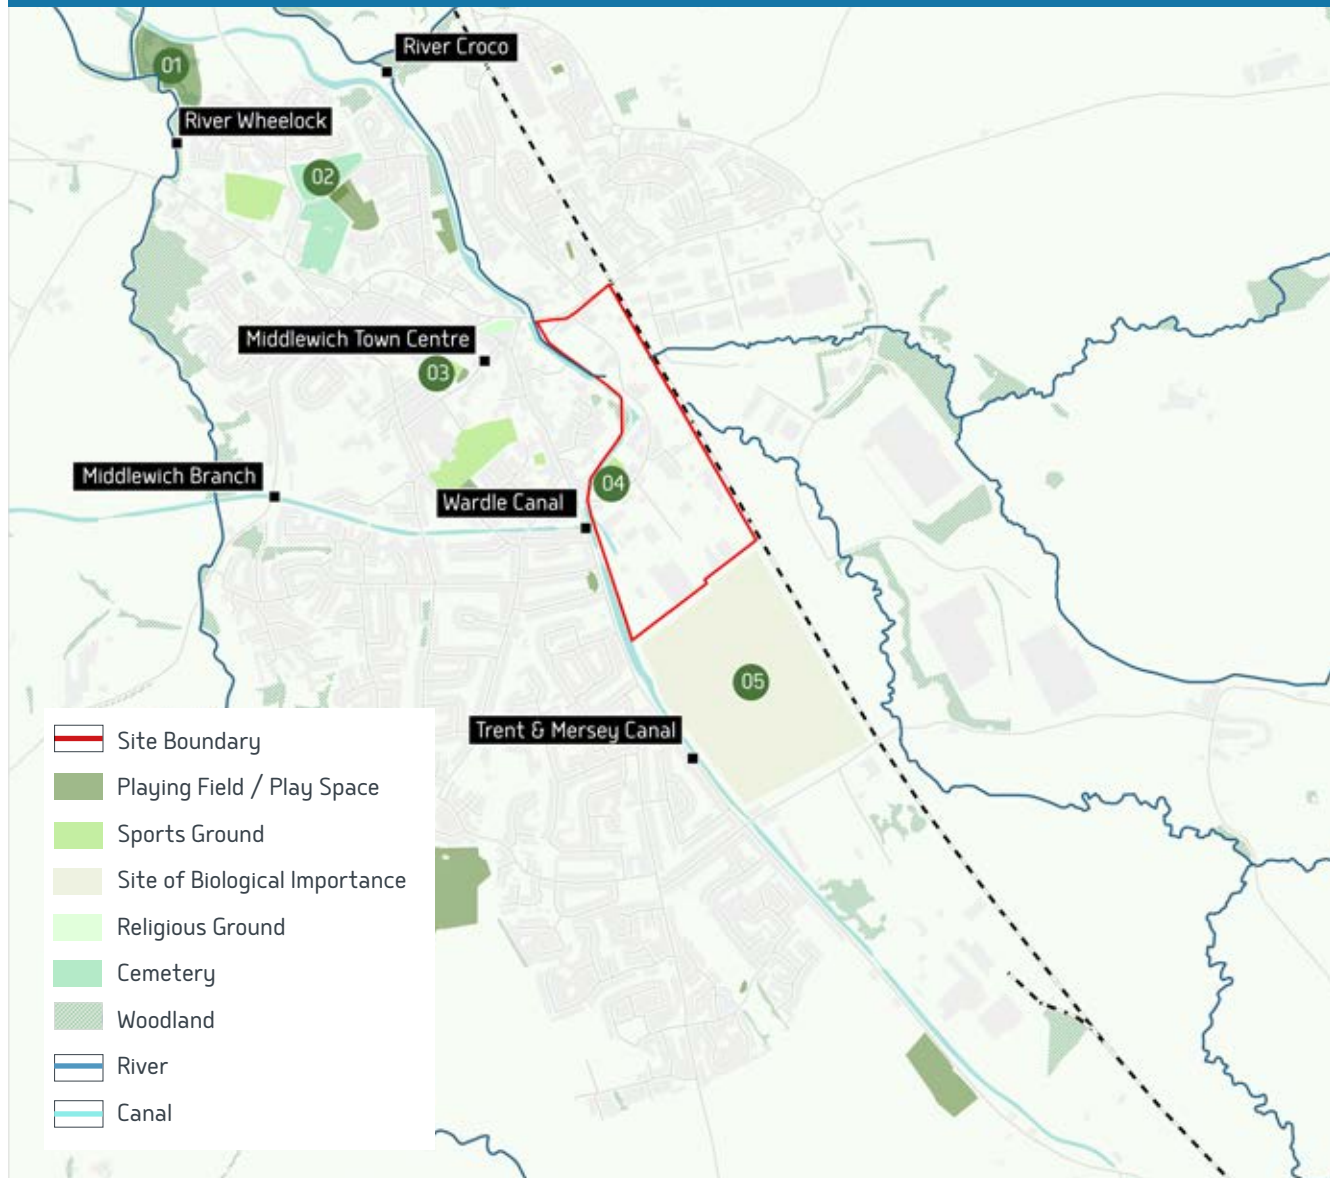 River Croco
01
River Wheelock
02
Middlewich Town Centre
03
Middlewich Branch
04
Wardle Canal
05
Trent & Mersey Canal
Site Boundary
Playing Field / Play Space
Sports Ground
Site of Biological Importance
Religious Ground
Cemetery
Woodland
River
Canal